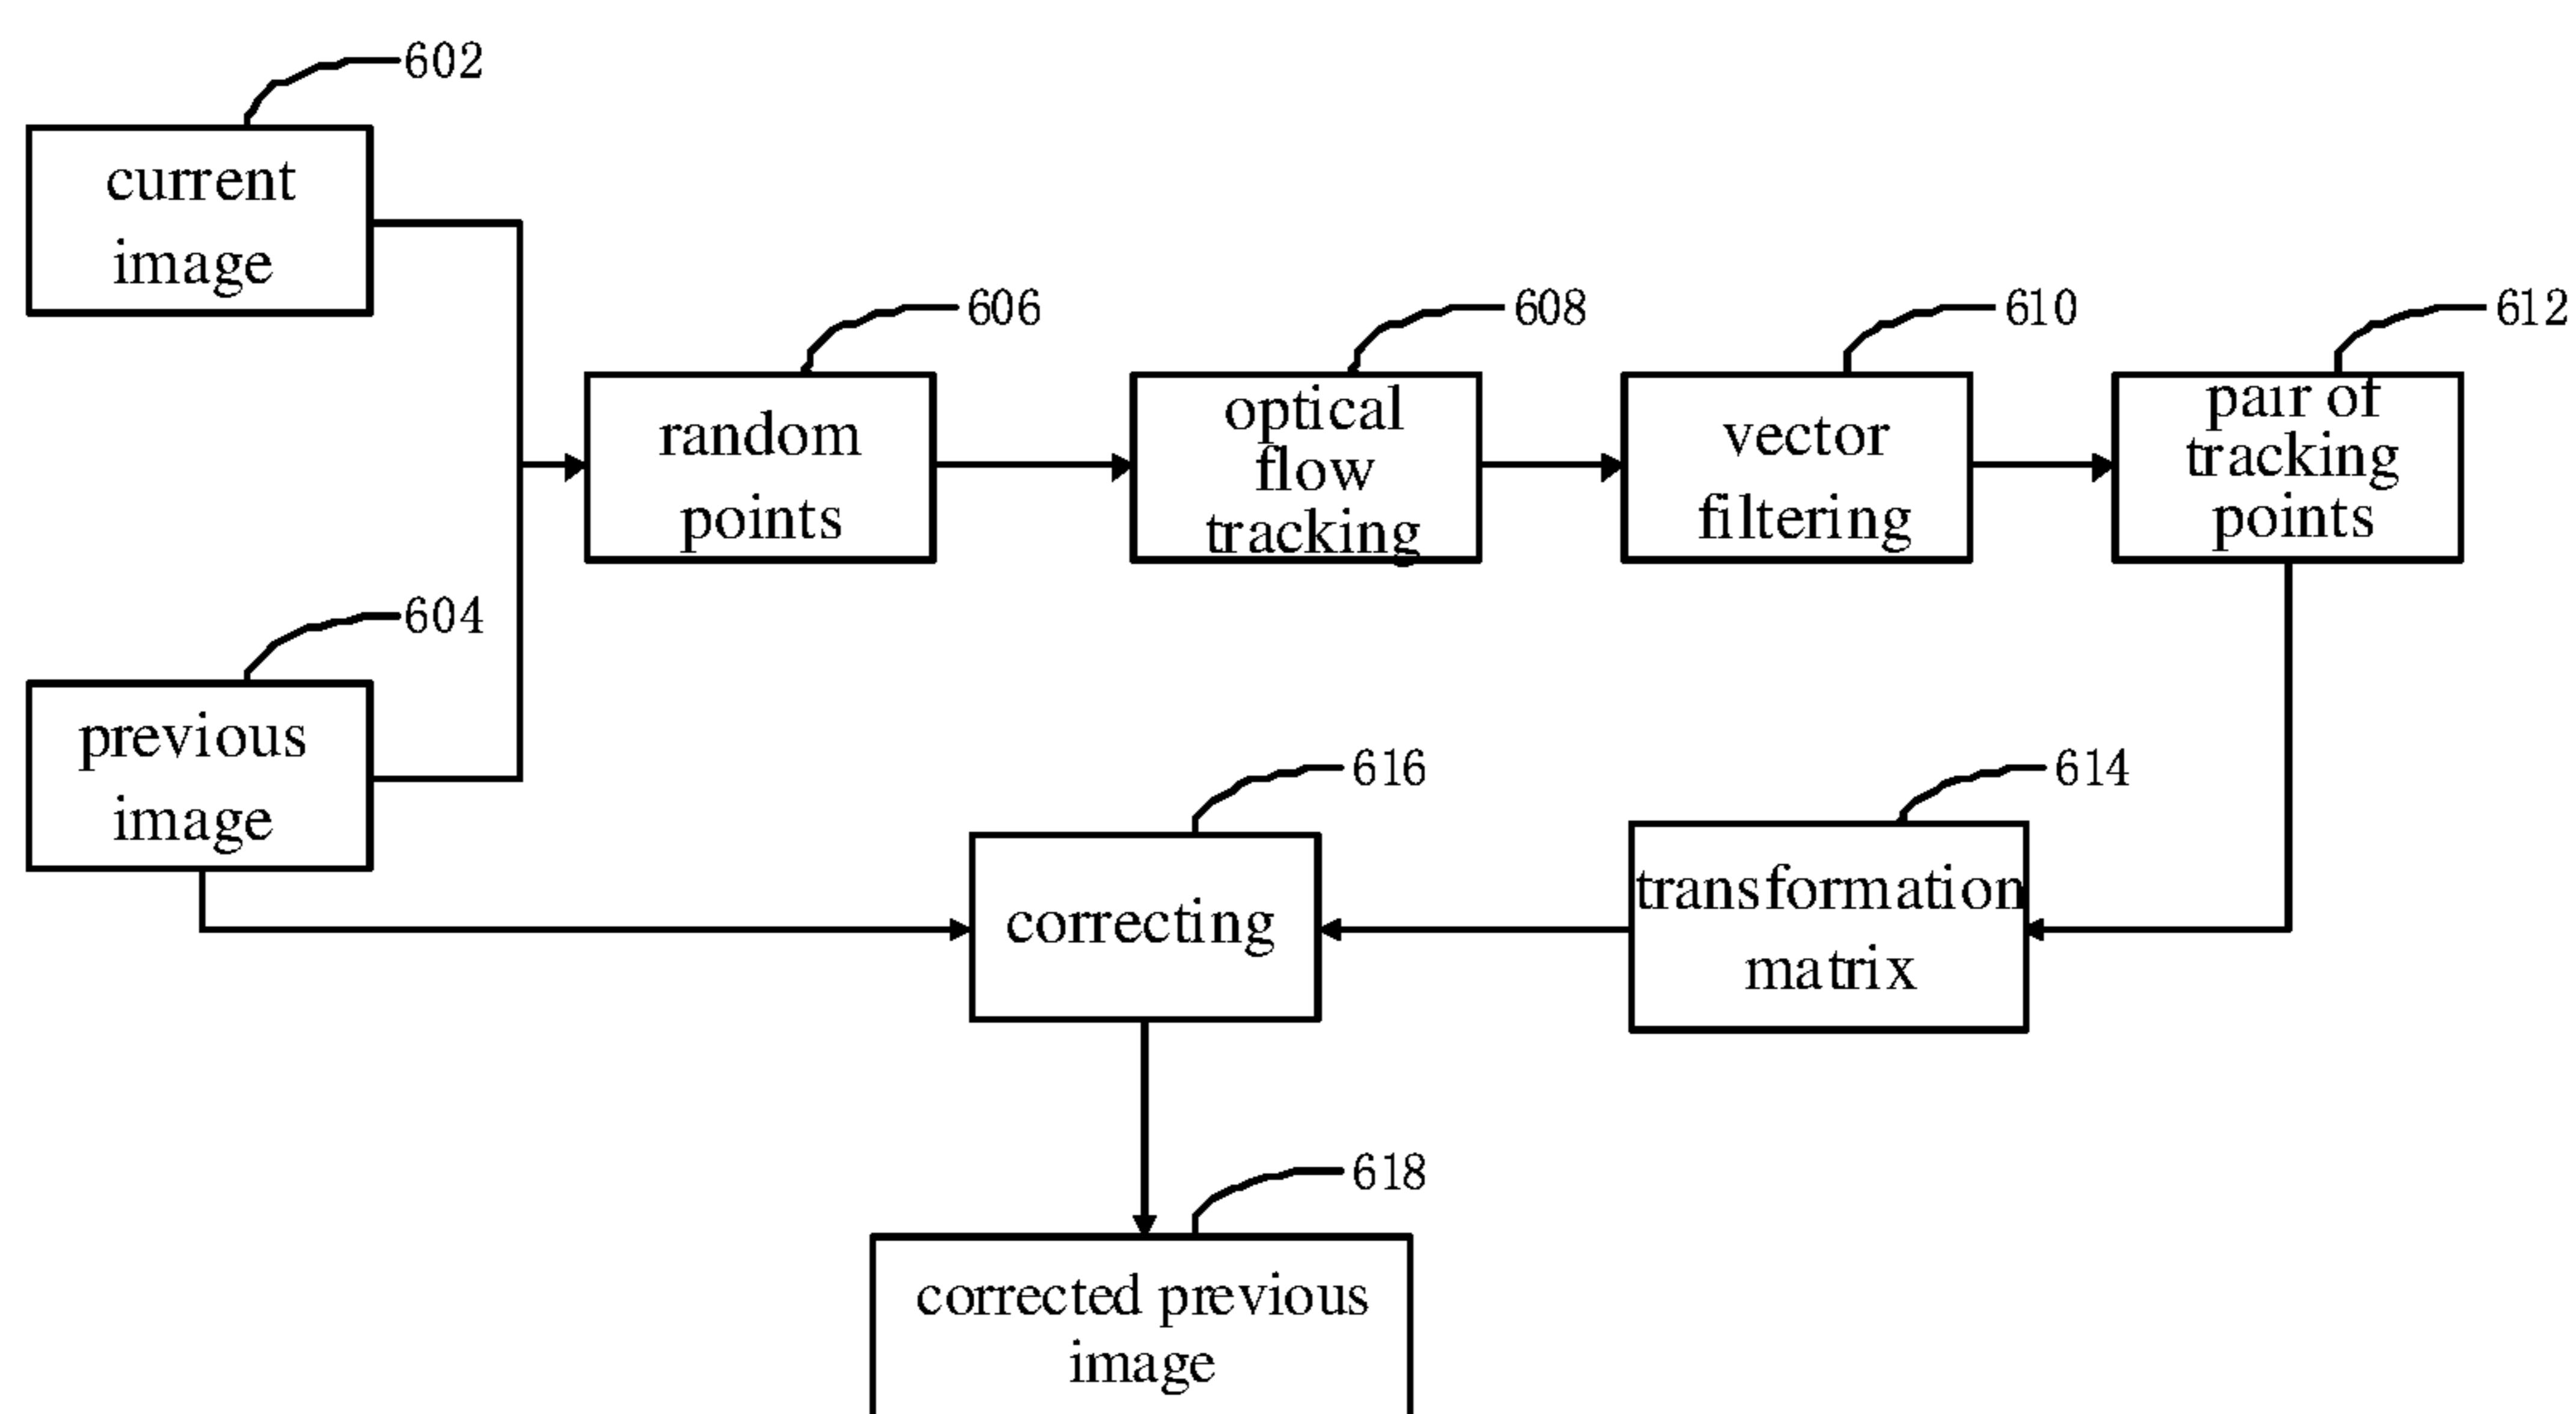 602
current
image
606
608
610
612
random
points
optical
flow
tracking
vector
filtering
pair of
tracking
points
604
previous
image
616
614
correcting
transformation
matrix
618
corrected previous
image